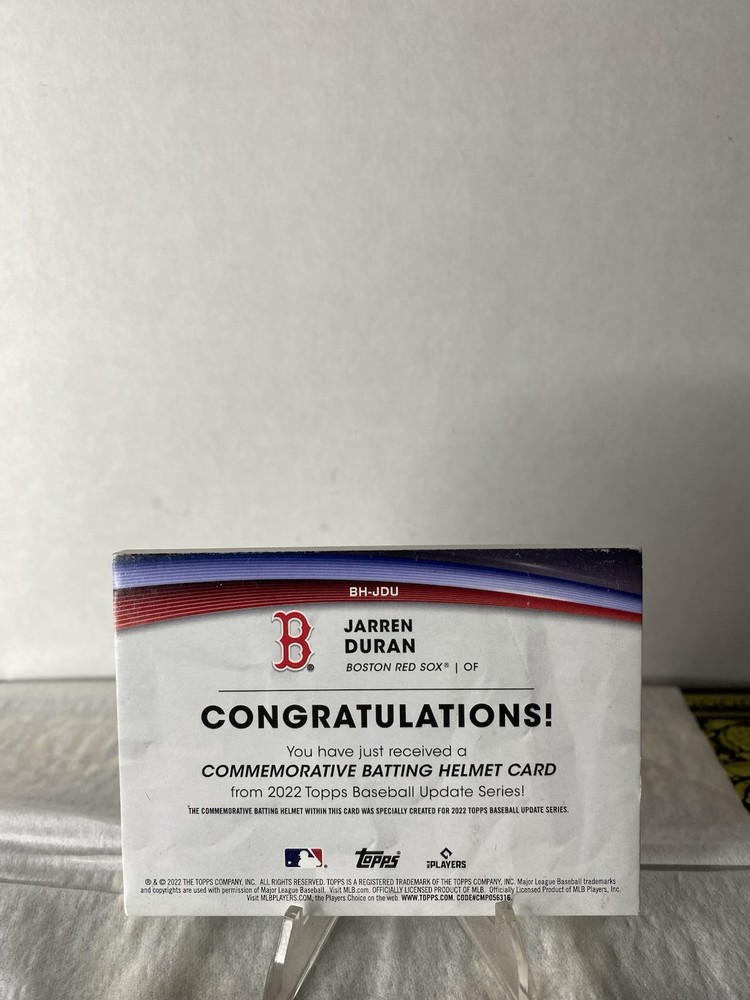 BH-JDU
B
JARREN
DURAN
BOSTON RED SOX® | OF
CONGRATULATIONS!
You have just received a
COMMEMORATIVE BATTING HELMET CARD
from 2022 Topps Baseball Update Series!
THE COMMEMORATIVE BATTING HELMET WITHIN THIS CARD WAS SPECIALLY CREATED FOR 2022 TOPPS BASEBALL UPDATE SERIES.
Topps® PLAYERS
® & © 2022 THE TOPPS COMPANY, INC. ALL RIGHTS RESERVED. TOPPS IS A REGISTERED TRADEMARK OF THE TOPPS COMPANY, INC. Major League Baseball trademarks
and copyrights are used with permission of Major League Baseball. Visit MLB.com. OFFICIALLY LICENSED PRODUCT OF MLB. Officially Licensed Product of MLB Players, Inc.
Visit MLBPLAYERS.COM, the Players Choice on the web. WWW.TOPPS.COM. CODE#CMP056316